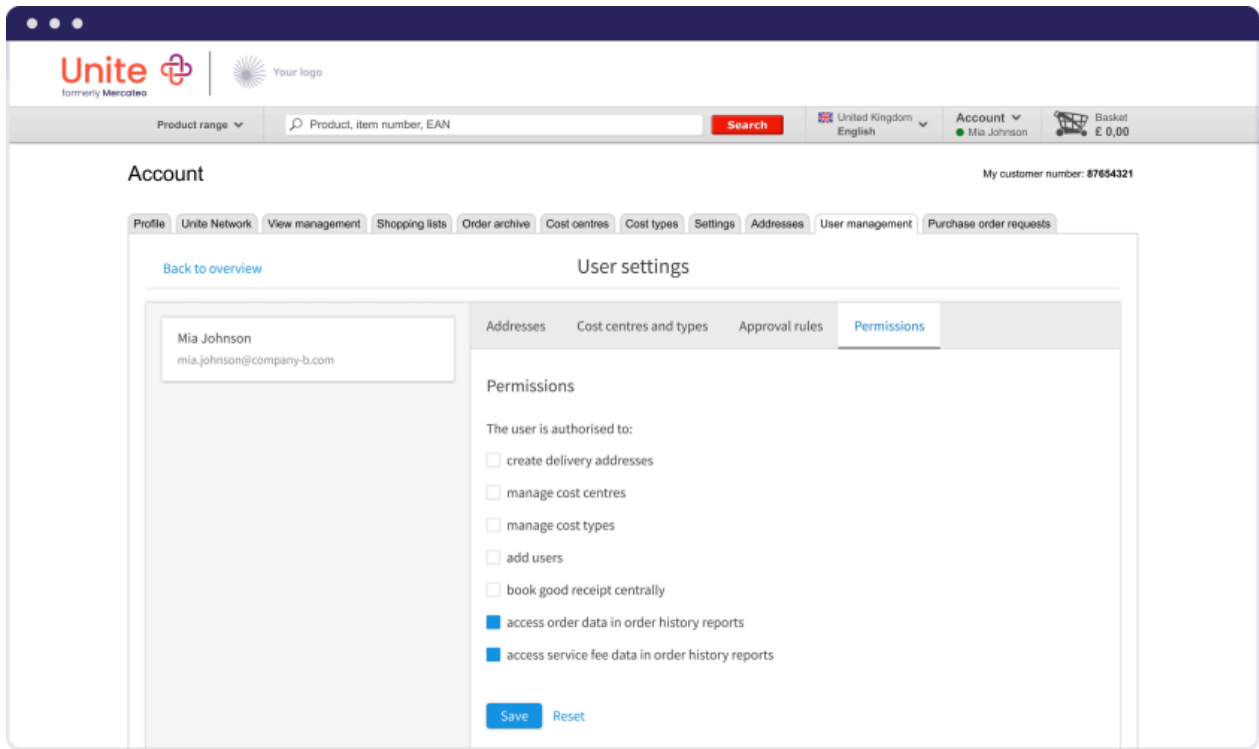 Unite
formerly Mercateo
Your logo
Product range
Product, item number, EAN
Search
United Kingdom
English
Account
Mia Johnson
Basket
£ 0,00
Account
My customer number: 87654321
Profile Unite Network View management Shopping lists Order archive Cost centres Cost types Settings Addresses User management Purchase order requests
Back to overview
User settings
Mia Johnson
mia.johnson@company-b.com
Addresses Cost centres and types Approval rules Permissions
Permissions
The user is authorised to:
create delivery addresses
manage cost centres
manage cost types
add users
book good receipt centrally
access order data in order history reports
access service fee data in order history reports
Save Reset